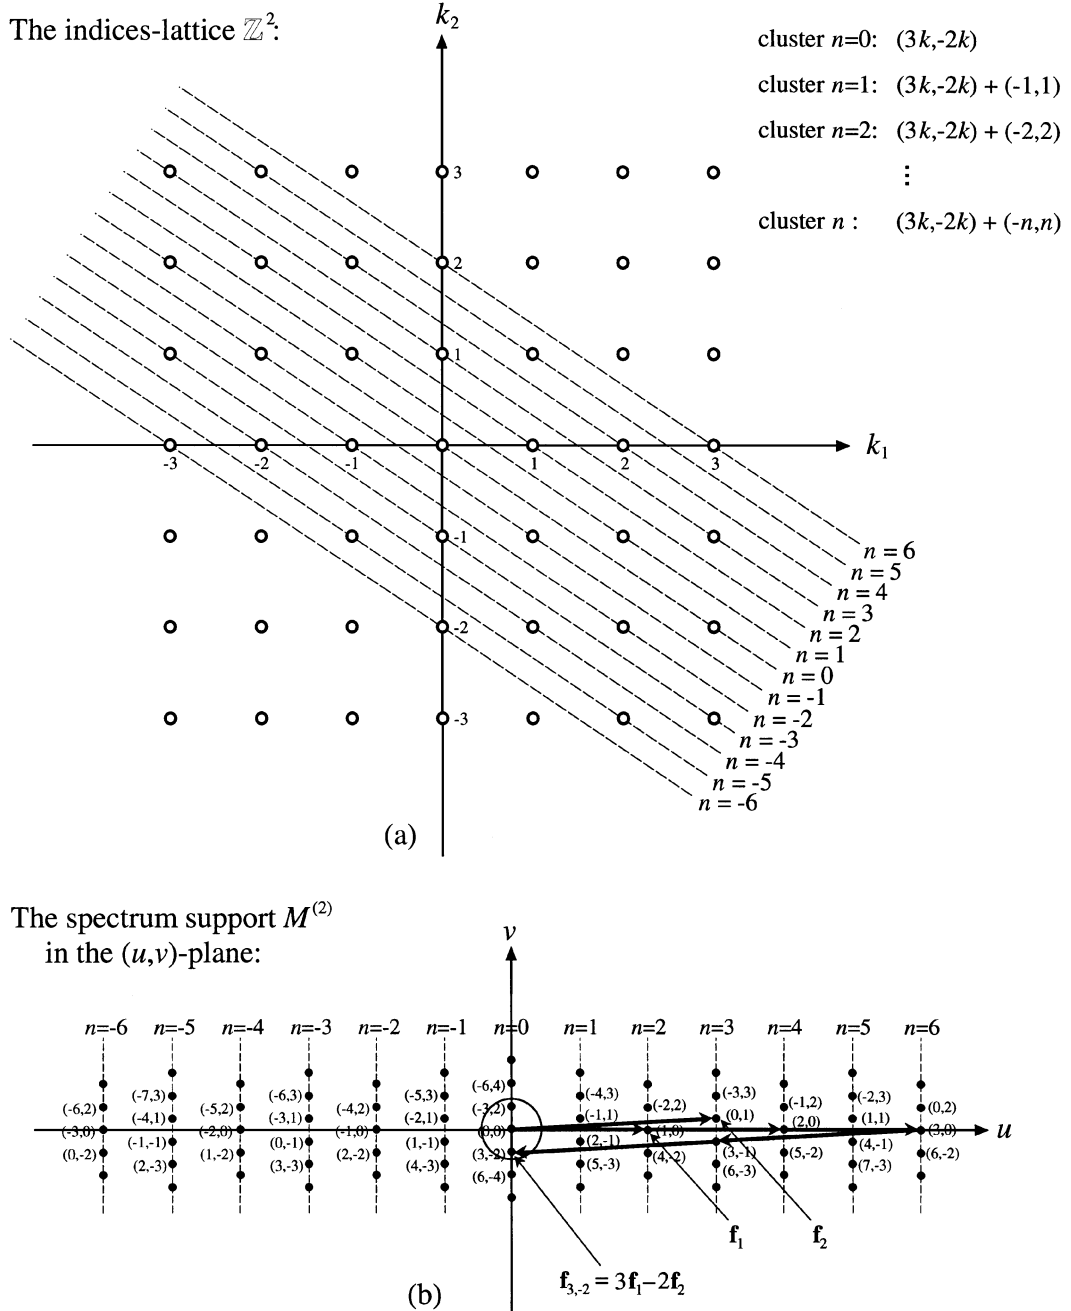 The indices-lattice ℤ²:
k₂
cluster n=0: (3k,-2k)
cluster n=1: (3k,-2k) + (-1,1)
cluster n=2: (3k,-2k) + (-2,2)
⋮
cluster n : (3k,-2k) + (-n,n)
3
2
1
-3 -2 -1 1 2 3 k₁
-1
-2
-3
n = 6
n = 5
n = 4
n = 3
n = 2
n = 1
n = 0
n = -1
n = -2
n = -3
n = -4
n = -5
n = -6
(a)
The spectrum support M⁽²⁾
in the (u,v)-plane:
v
n=-6 n=-5 n=-4 n=-3 n=-2 n=-1 n=0 n=1 n=2 n=3 n=4 n=5 n=6
(-6,4)
(-7,3) (-6,3) (-5,3) (-4,3) (-3,3) (-2,3)
(-6,2) (-5,2) (-4,2) (-3,2) (-2,2) (-1,2) (0,2)
(-4,1) (-3,1) (-2,1) (-1,1) (0,1) (1,1)
(-3,0) (-2,0) (-1,0) (0,0) (1,0) (2,0) (3,0) u
(-1,-1) (0,-1) (1,-1) (2,-1) (3,-1) (4,-1)
(0,-2) (1,-2) (2,-2) (3,-2) (4,-2) (5,-2) (6,-2)
(2,-3) (3,-3) (4,-3) (5,-3) (6,-3) (7,-3)
(6,-4)
f₁ f₂
f₃,₋₂ = 3f₁−2f₂
(b)